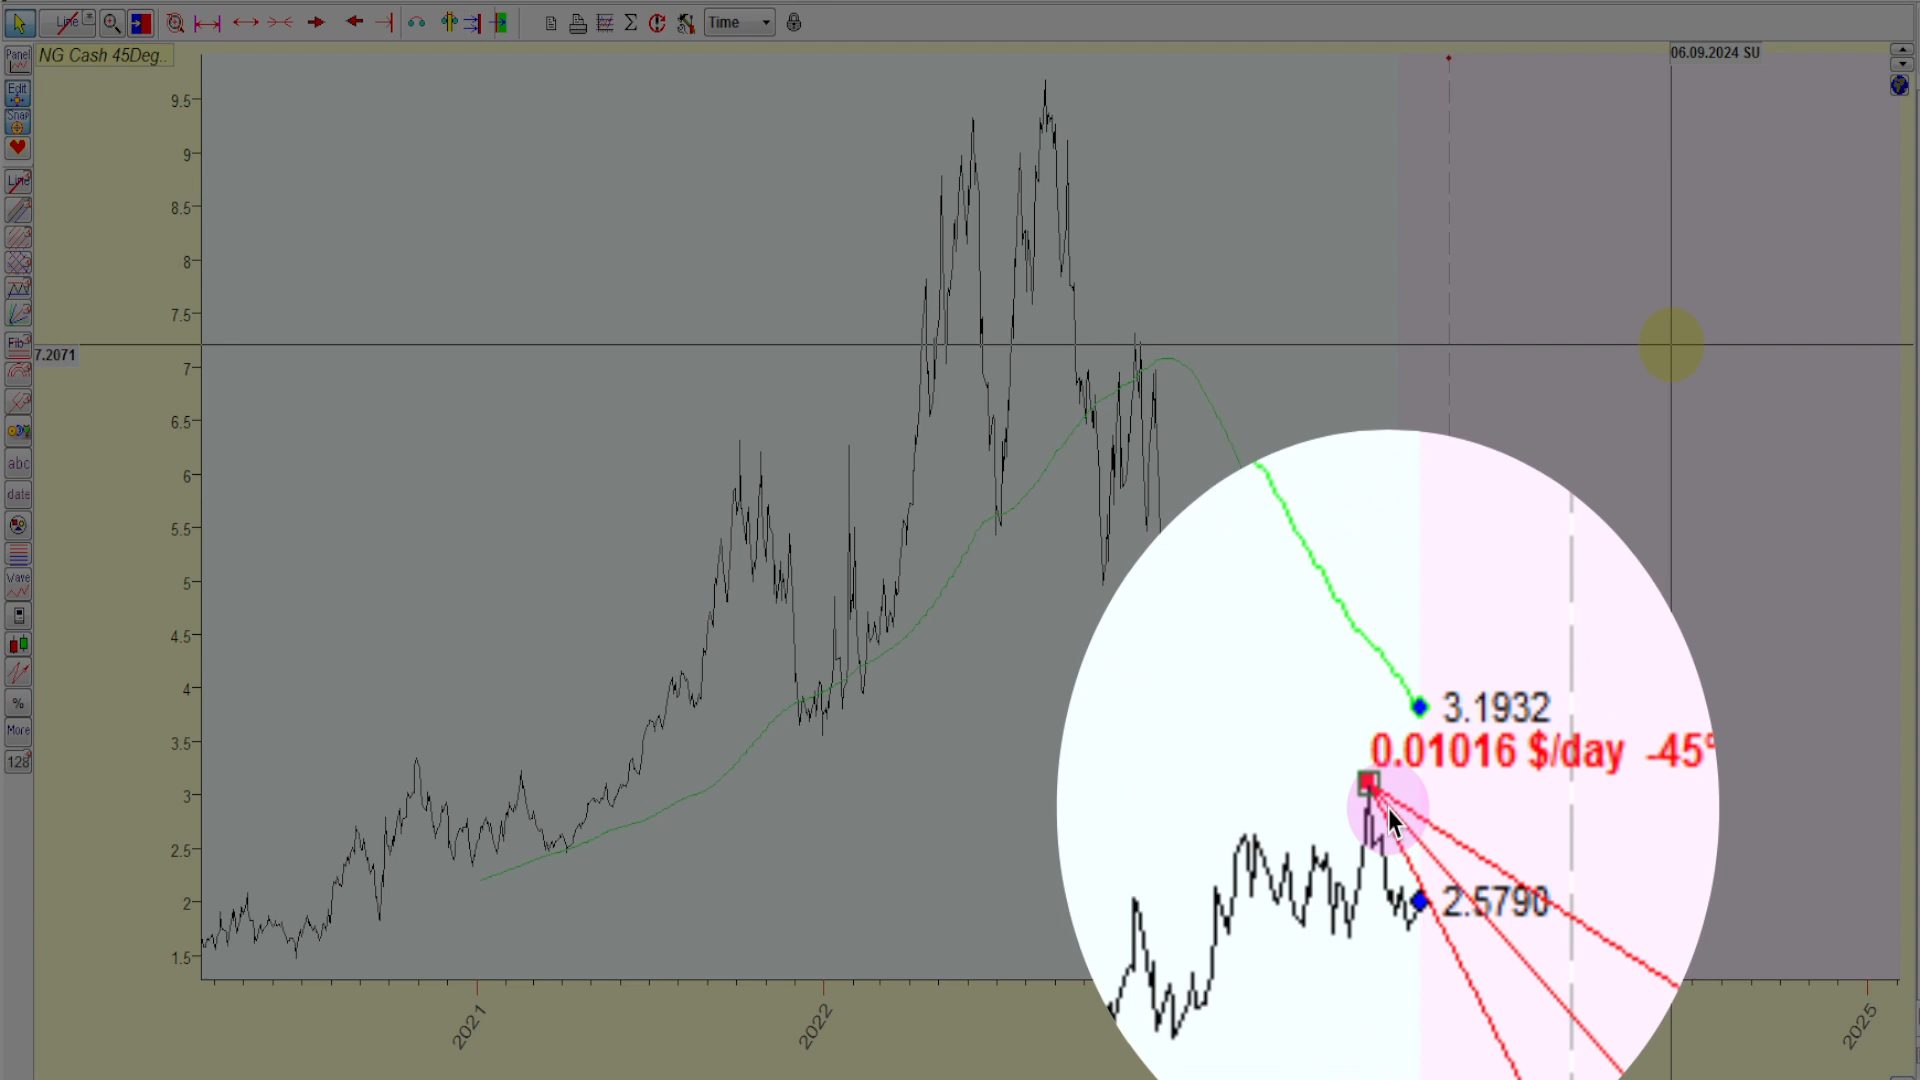 Line
Time
Panel
NG Cash 45Deg..
06.09.2024 SU
Edit
Snap
9.5
9
8.5
8
7.5
7.2071
7
6.5
6
5.5
5
4.5
4
3.5
3
2.5
2
1.5
Line
Fib
abc
date
Wave
%
More
128
3.1932
0.01016 $/day -45°
2.5790
2021
2022
2025